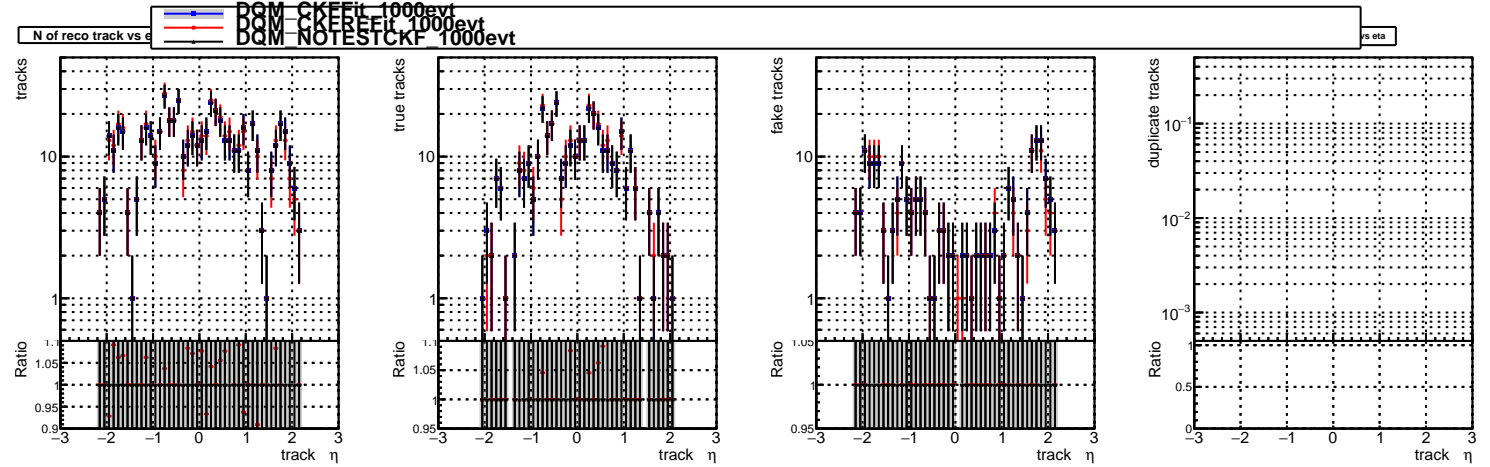 DQM_CKFFit_1000evt
DQM_CKFREFit_1000evt
DQM_NOTESTCKF_1000evt
N of reco track vs e
vs eta
tracks
10
1
Ratio
1.1
1.05
1
0.95
0.9
−3 −2 −1 0 1 2 3
track η
true tracks
10
1
Ratio
1.1
1.05
1
0.95
−3 −2 −1 0 1 2 3
track η
fake tracks
10
1
Ratio
1.05
1
0.95
−3 −2 −1 0 1 2 3
track η
duplicate tracks
10⁻¹
10⁻²
10⁻³
Ratio
1
0.5
0
−3 −2 −1 0 1 2 3
track η